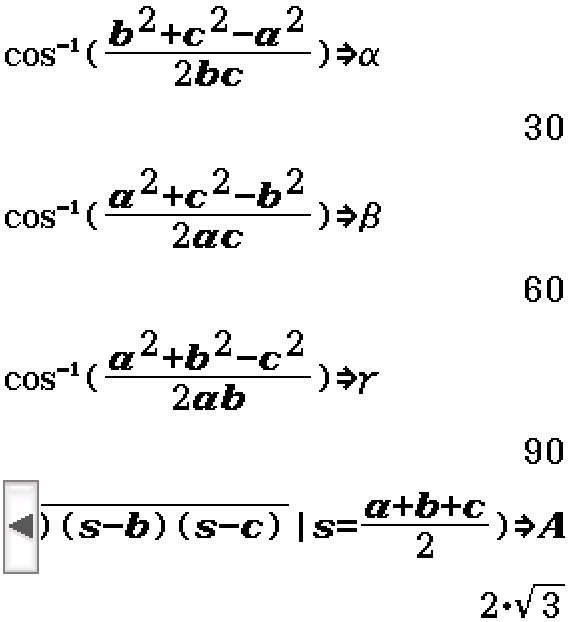 cos⁻¹((b²+c²−a²)/(2bc))⇒α
30
cos⁻¹((a²+c²−b²)/(2ac))⇒β
60
cos⁻¹((a²+b²−c²)/(2ab))⇒γ
90
)(s−b)(s−c)|s=(a+b+c)/2)⇒A
2·√3